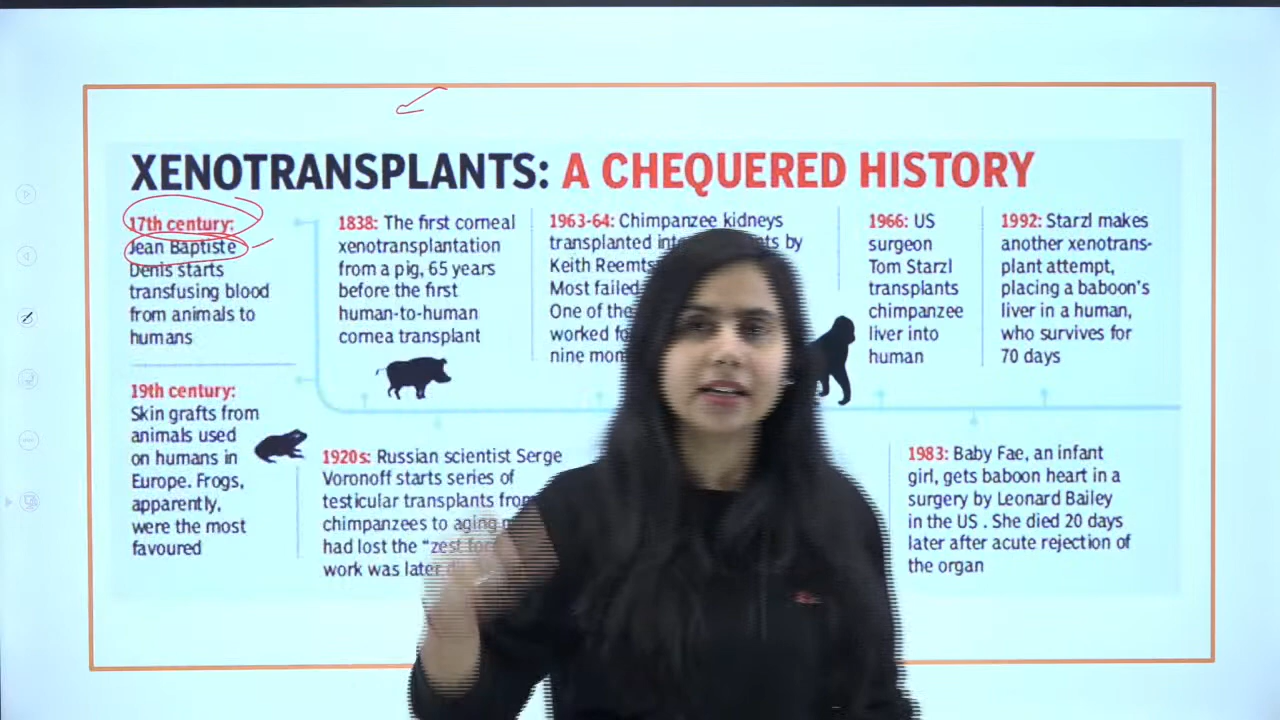 XENOTRANSPLANTS: A CHEQUERED HISTORY
17th century:
Jean Baptiste
Denis starts
transfusing blood
from animals to
humans
19th century:
Skin grafts from
animals used
on humans in
Europe. Frogs,
apparently,
were the most
favoured
1838: The first corneal
xenotransplantation
from a pig, 65 years
before the first
human-to-human
cornea transplant
1920s: Russian scientist Serge
Voronoff starts series of
testicular transplants from
chimpanzees to aging
had lost the “zest for
work was later
1963-64: Chimpanzee kidneys
transplanted into by
Keith
Most failed
One of the
worked
nine
1966: US
surgeon
Tom Starzl
transplants
chimpanzee
liver into
human
1992: Starzl makes
another xenotrans-
plant attempt,
placing a baboon’s
liver in a human,
who survives for
70 days
1983: Baby Fae, an infant
girl, gets baboon heart in a
surgery by Leonard Bailey
in the US . She died 20 days
later after acute rejection of
the organ